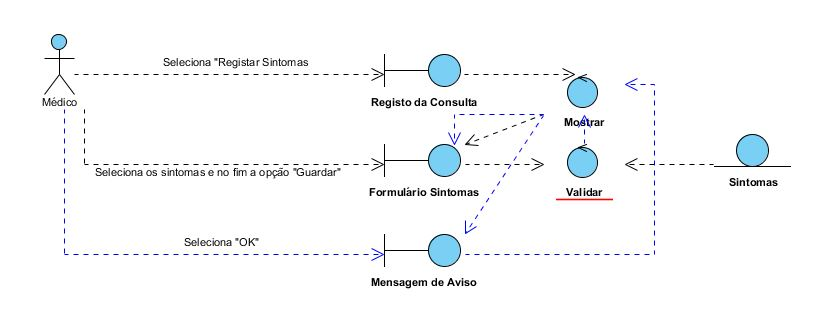 Seleciona "Registar Sintomas
Médico
Registo da Consulta
Mostrar
Seleciona os sintomas e no fim a opção "Guardar"
Formulário Sintomas
Validar
Sintomas
Seleciona "OK"
Mensagem de Aviso